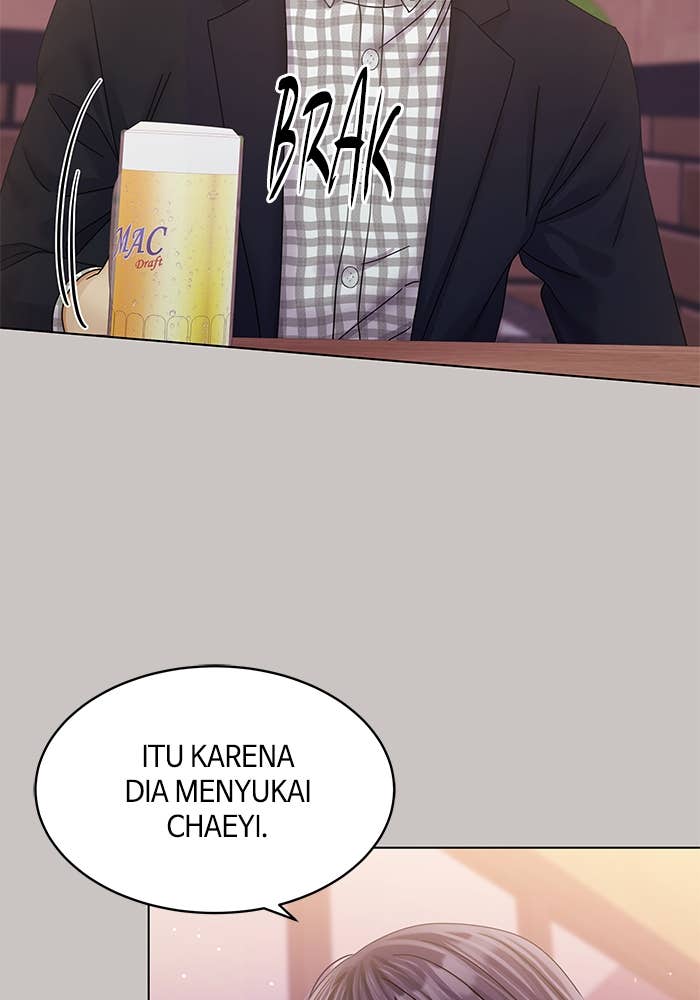 BRAK
MAC
Draft
ITU KARENA
DIA MENYUKAI
CHAEYI.